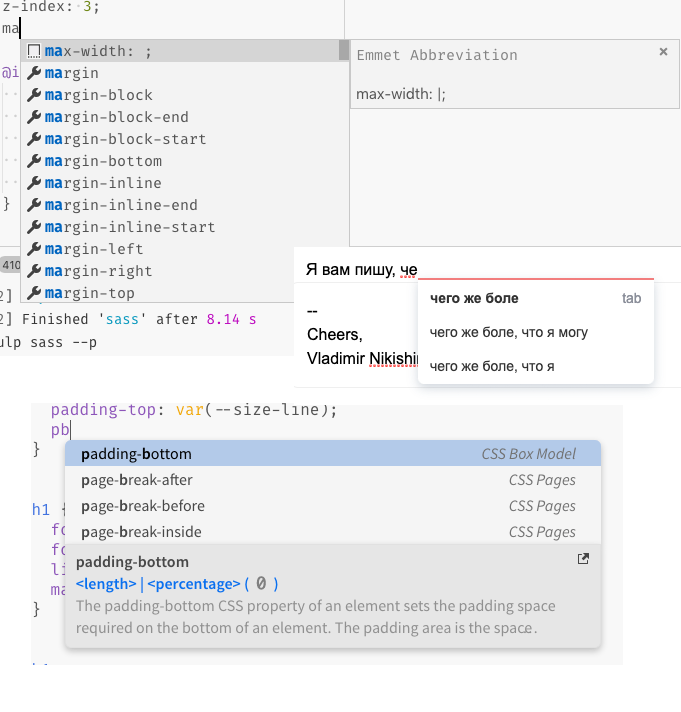 z-index: 3;
ma
max-width: ;
Emmet Abbreviation ×
max-width: |;
@i
margin
margin-block
margin-block-end
margin-block-start
margin-bottom
margin-inline
margin-inline-end
margin-inline-start
}
margin-left
margin-right
margin-top
410
2]
2] Finished 'sass' after 8.14 s
ulp sass --p
Я вам пишу, че
чего же боле tab
чего же боле, что я могу
чего же боле, что я
--
Cheers,
Vladimir Nikishin
padding-top: var(--size-line);
pb
}
padding-bottom CSS Box Model
page-break-after CSS Pages
page-break-before CSS Pages
page-break-inside CSS Pages
h1 {
fo
fo
li
ma
}
padding-bottom
<length> | <percentage> ( 0 )
The padding-bottom CSS property of an element sets the padding space
required on the bottom of an element. The padding area is the space…